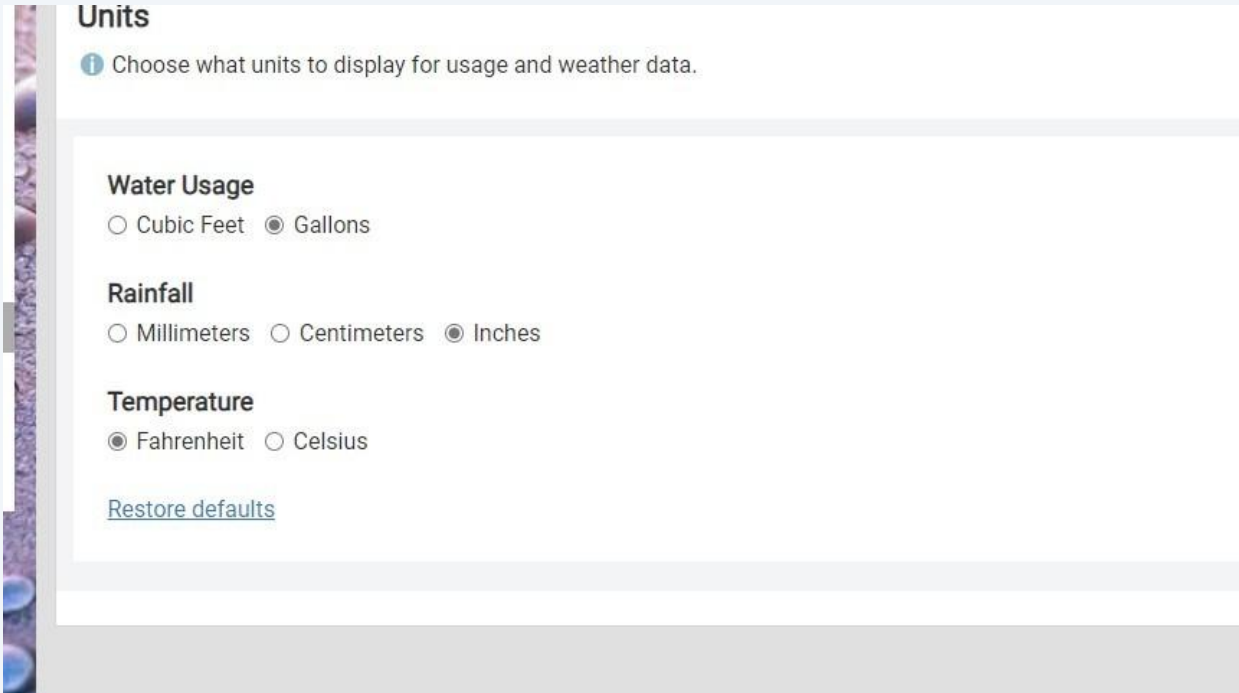 Units
Choose what units to display for usage and weather data.
Water Usage
Cubic Feet Gallons
Rainfall
Millimeters Centimeters Inches
Temperature
Fahrenheit Celsius
Restore defaults